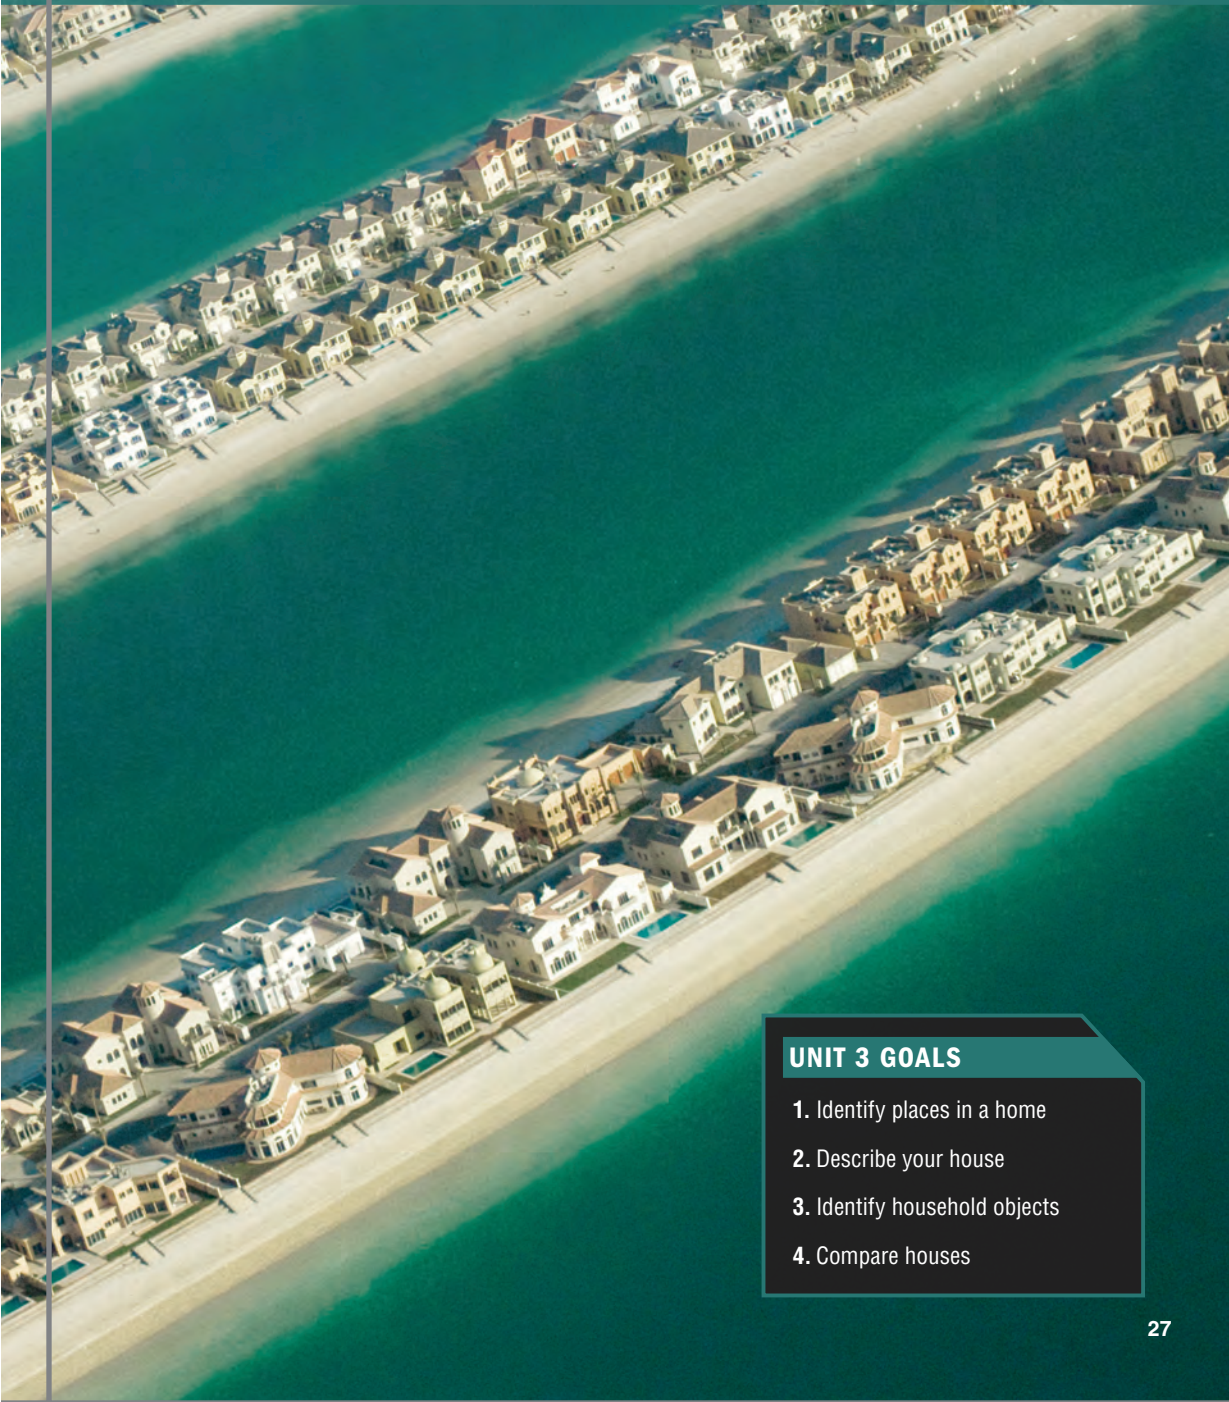 UNIT 3 GOALS
1. Identify places in a home
2. Describe your house
3. Identify household objects
4. Compare houses
27